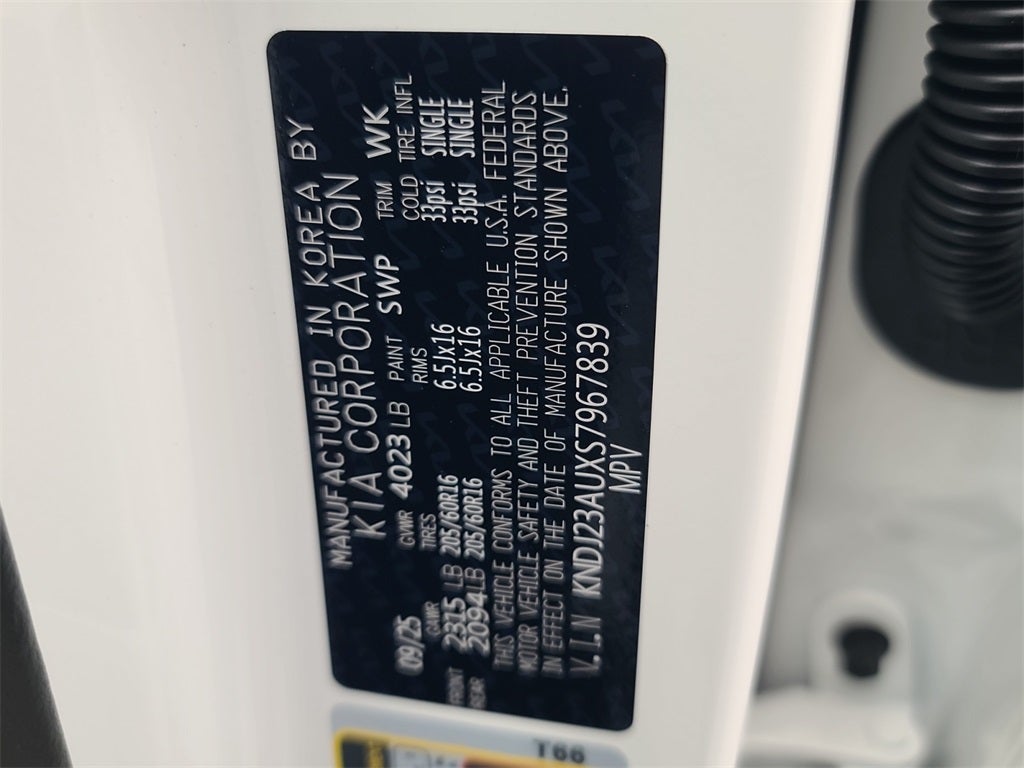 MANUFACTURED IN KOREA BY
KIA CORPORATION
09/25 GVWR 4023 LB PAINT SWP TRIM WK
GAWR TIRES RIMS COLD TIRE INFL
FRONT 2315 LB 205/60R16 6.5Jx16 33psi SINGLE
REAR 2094 LB 205/60R16 6.5Jx16 33psi SINGLE
THIS VEHICLE CONFORMS TO ALL APPLICABLE U.S.A. FEDERAL
MOTOR VEHICLE SAFETY AND THEFT PREVENTION STANDARDS
IN EFFECT ON THE DATE OF MANUFACTURE SHOWN ABOVE.
V.I.N KNDJ23AUXS7967839
MPV
T66